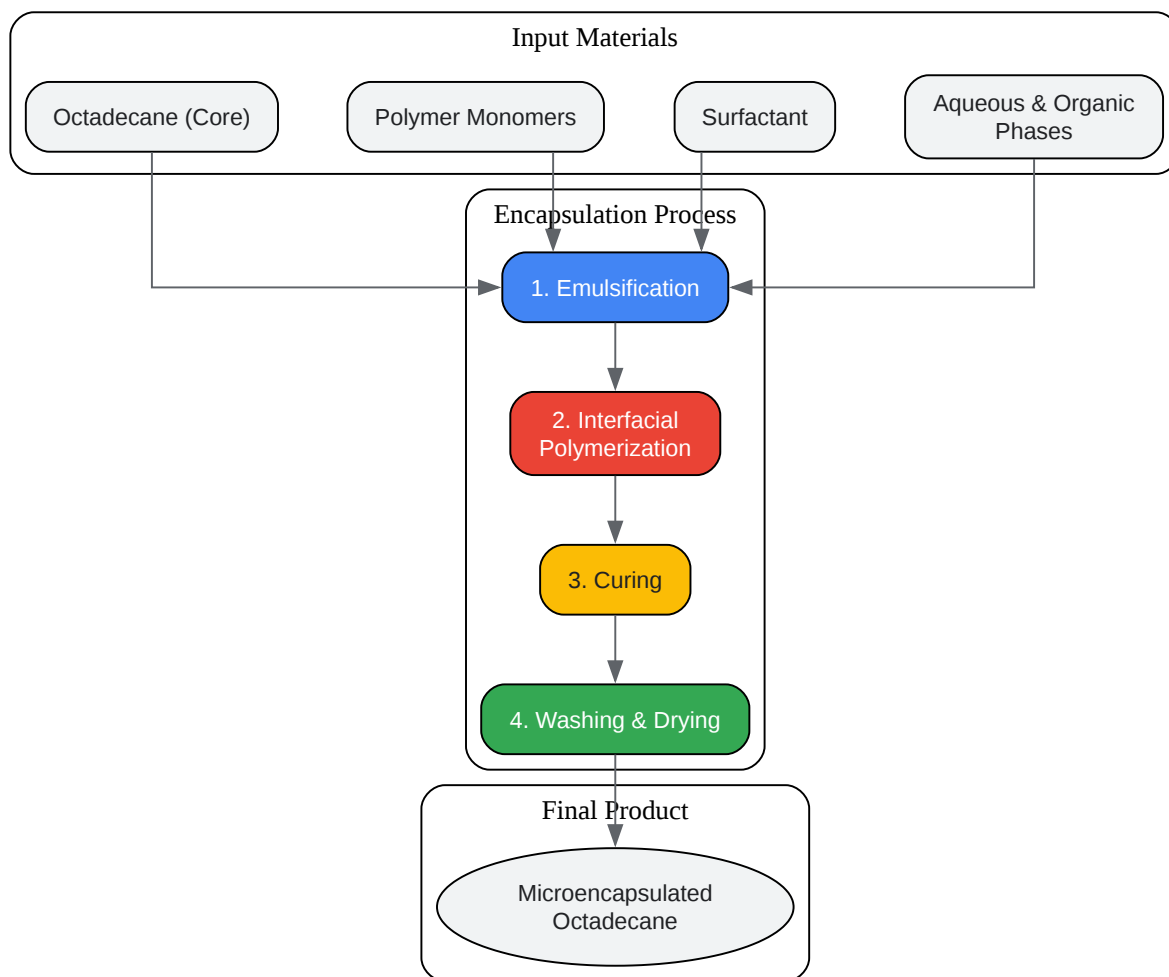 Input Materials
Octadecane (Core)
Polymer Monomers
Surfactant
Aqueous & Organic
Phases
Encapsulation Process
1. Emulsification
2. Interfacial
Polymerization
3. Curing
4. Washing & Drying
Final Product
Microencapsulated
Octadecane